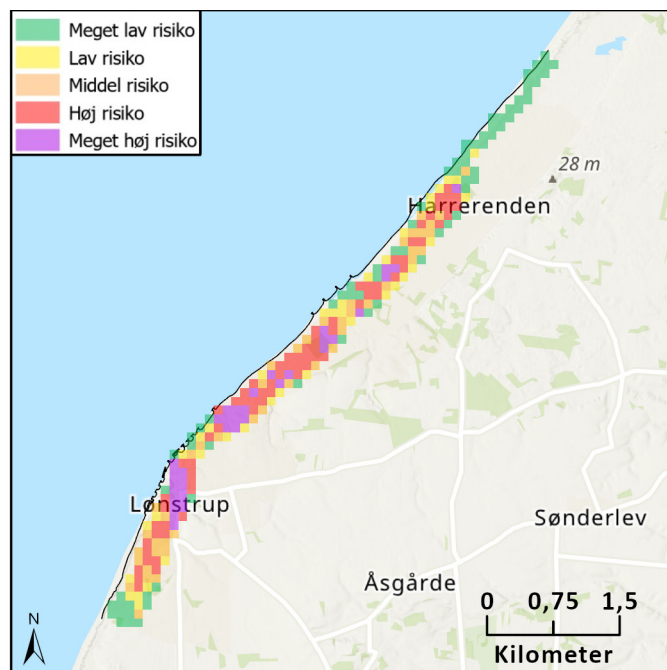 Meget lav risiko
Lav risiko
Middel risiko
Høj risiko
Meget høj risiko
28 m
Harrerenden
Lønstrup
Sønderlev
Åsgårde
N
0 0,75 1,5
Kilometer